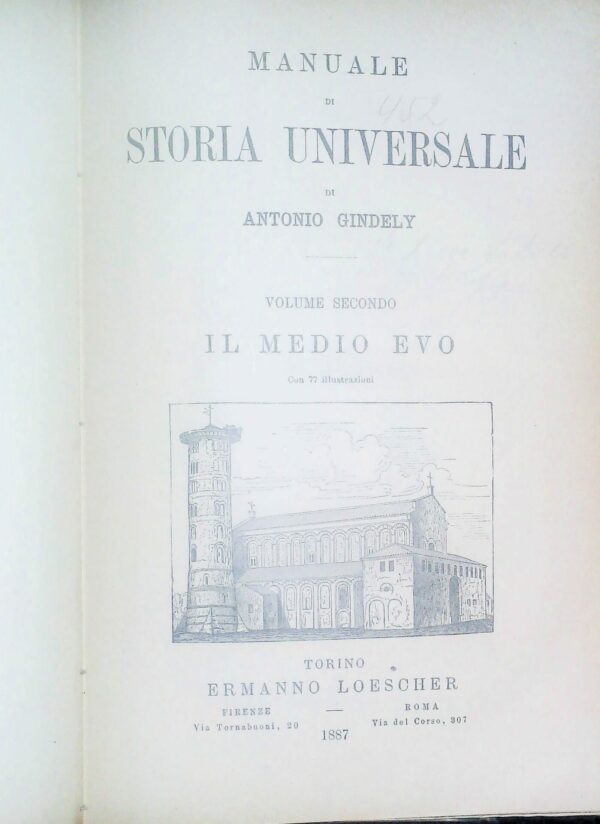 MANUALE
DI
452
STORIA UNIVERSALE
DI
ANTONIO GINDELY
VOLUME SECONDO
IL MEDIO EVO
Con 77 illustrazioni
TORINO
ERMANNO LOESCHER
FIRENZE
Via Tornabuoni, 20
ROMA
Via del Corso, 307
1887